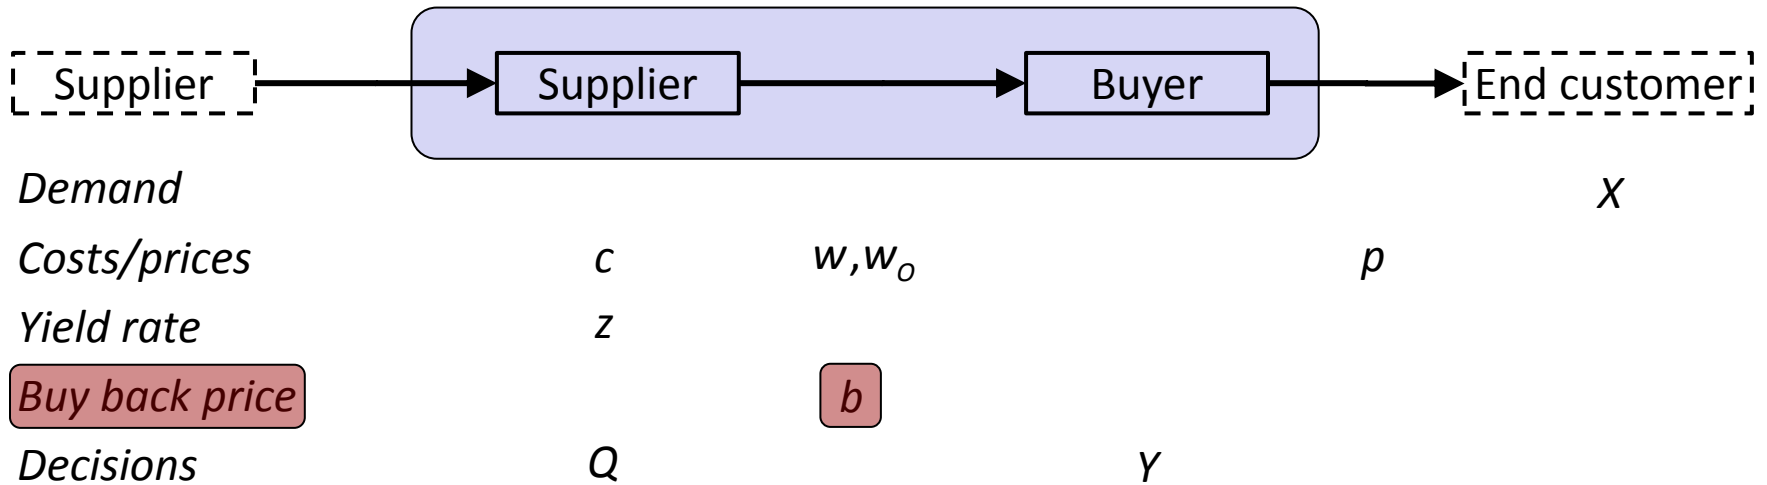 Supplier Supplier Buyer End customer
Demand X
Costs/prices c w,wo p
Yield rate z
Buy back price b
Decisions Q Y